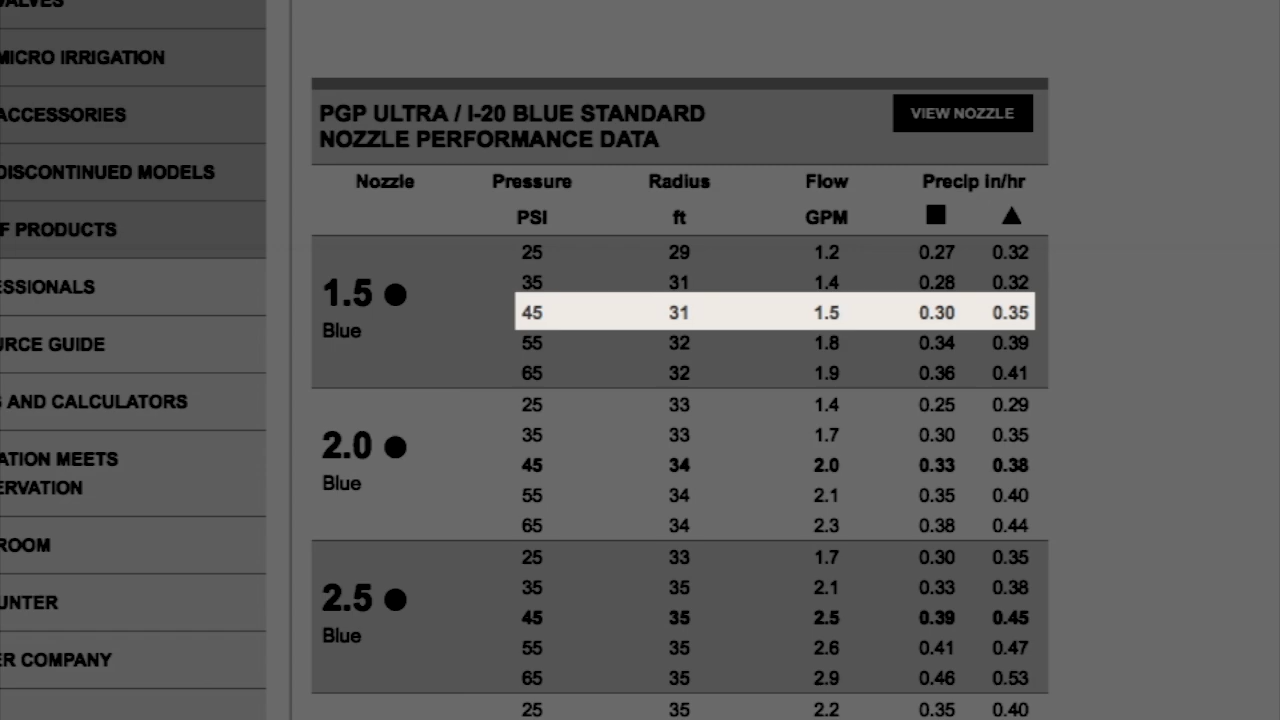 VALVES
MICRO IRRIGATION
ACCESSORIES
DISCONTINUED MODELS
F PRODUCTS
ESSIONALS
URCE GUIDE
S AND CALCULATORS
ATION MEETS
ERVATION
ROOM
UNTER
ER COMPANY
PGP ULTRA / I-20 BLUE STANDARD
NOZZLE PERFORMANCE DATA
VIEW NOZZLE
Nozzle Pressure Radius Flow Precip in/hr
PSI ft GPM ■ ▲
1.5 ●
Blue
25 29 1.2 0.27 0.32
35 31 1.4 0.28 0.32
45 31 1.5 0.30 0.35
55 32 1.8 0.34 0.39
65 32 1.9 0.36 0.41
2.0 ●
Blue
25 33 1.4 0.25 0.29
35 33 1.7 0.30 0.35
45 34 2.0 0.33 0.38
55 34 2.1 0.35 0.40
65 34 2.3 0.38 0.44
2.5 ●
Blue
25 33 1.7 0.30 0.35
35 35 2.1 0.33 0.38
45 35 2.5 0.39 0.45
55 35 2.6 0.41 0.47
65 35 2.9 0.46 0.53
25 35 2.2 0.35 0.40